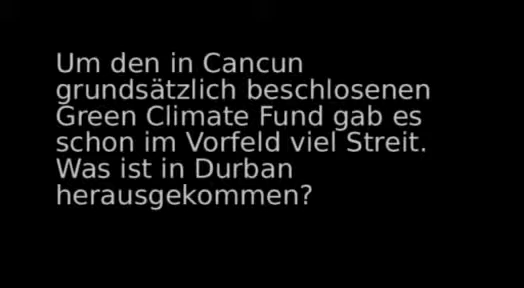 Um den in Cancun
grundsätzlich beschlosenen
Green Climate Fund gab es
schon im Vorfeld viel Streit.
Was ist in Durban
herausgekommen?